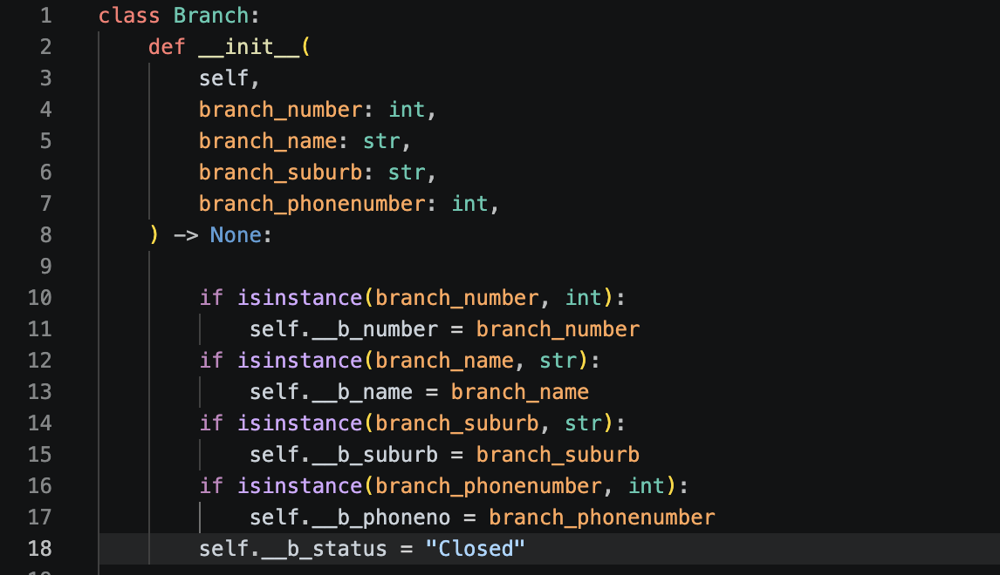 1 class Branch:
2 def __init__(
3 self,
4 branch_number: int,
5 branch_name: str,
6 branch_suburb: str,
7 branch_phonenumber: int,
8 ) -> None:
9
10 if isinstance(branch_number, int):
11 self.__b_number = branch_number
12 if isinstance(branch_name, str):
13 self.__b_name = branch_name
14 if isinstance(branch_suburb, str):
15 self.__b_suburb = branch_suburb
16 if isinstance(branch_phonenumber, int):
17 self.__b_phoneno = branch_phonenumber
18 self.__b_status = "Closed"